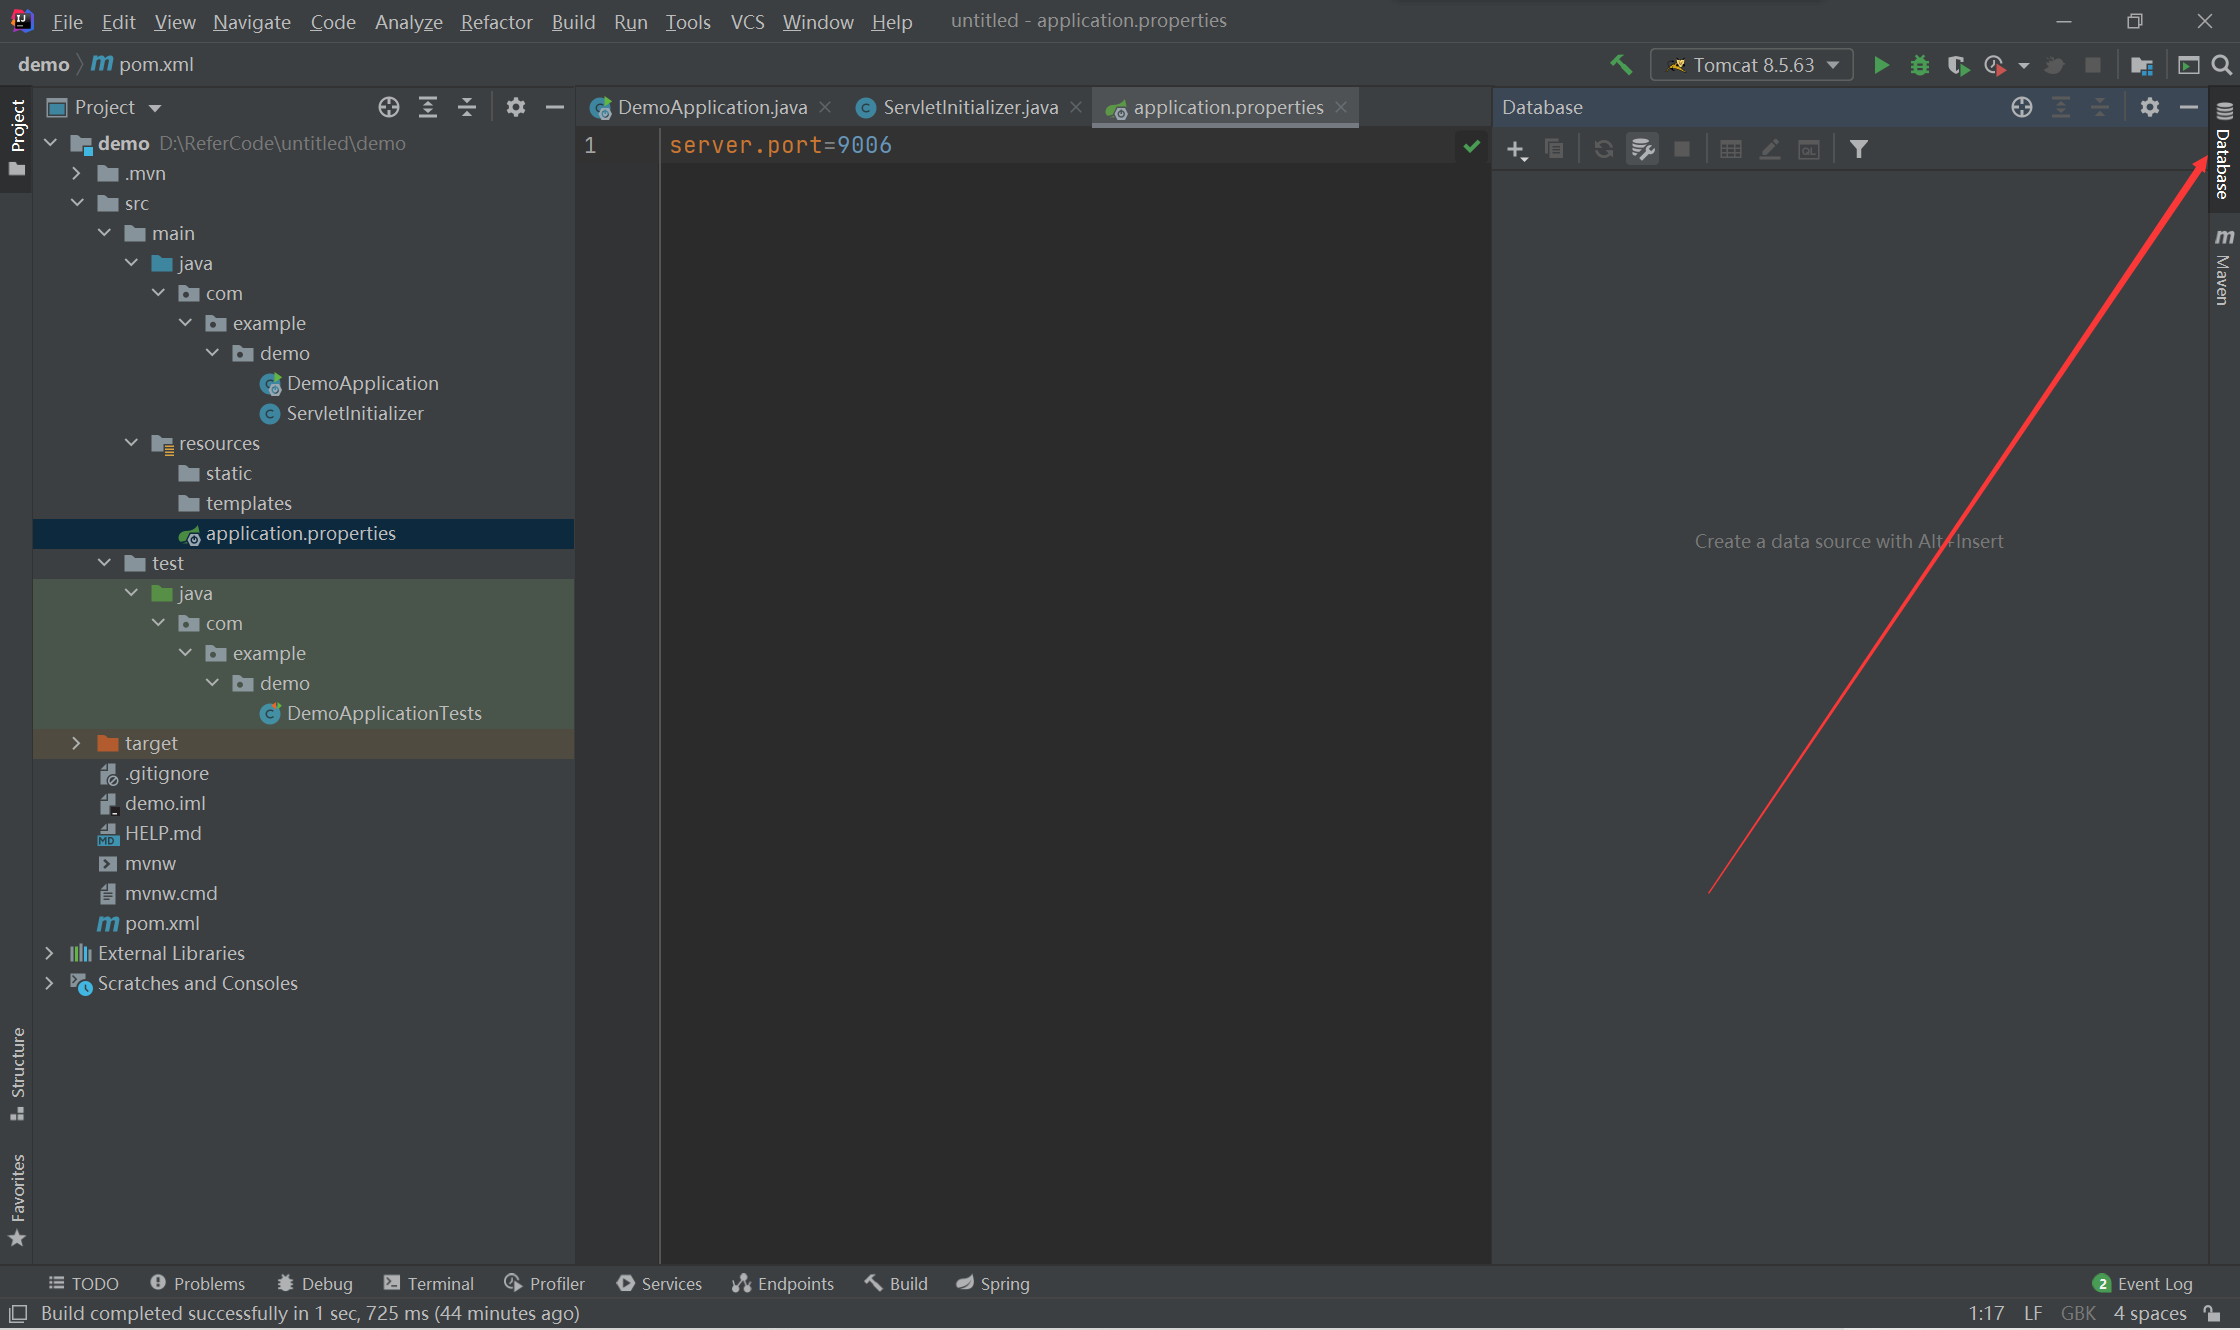 File Edit View Navigate Code Analyze Refactor Build Run Tools VCS Window Help untitled - application.properties
demo pom.xml Tomcat 8.5.63
Project
Project
DemoApplication.java ServletInitializer.java application.properties
Database
Database
Maven
demo D:\ReferCode\untitled\demo
.mvn
src
main
java
com
example
demo
DemoApplication
ServletInitializer
resources
static
templates
application.properties
test
java
com
example
demo
DemoApplicationTests
target
.gitignore
demo.iml
HELP.md
mvnw
mvnw.cmd
pom.xml
External Libraries
Scratches and Consoles
1 server.port=9006
Create a data source with Alt+Insert
Structure
Favorites
TODO Problems Debug Terminal Profiler Services Endpoints Build Spring 2 Event Log
Build completed successfully in 1 sec, 725 ms (44 minutes ago) 1:17 LF GBK 4 spaces